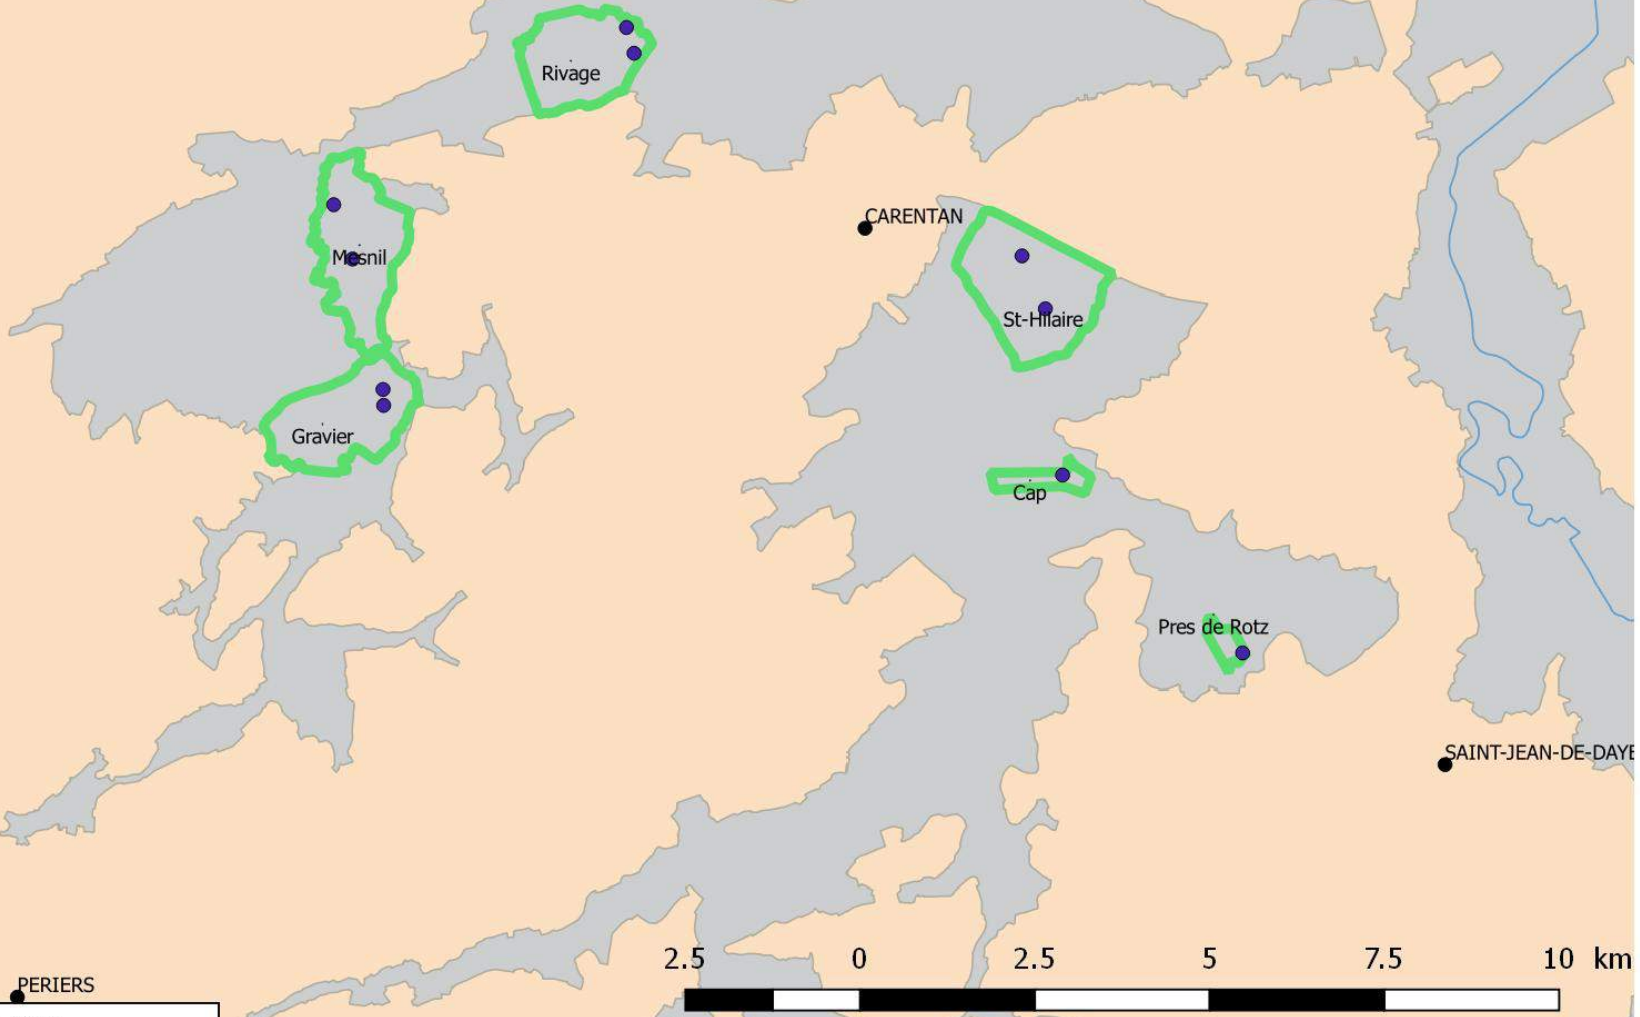 Rivage
CARENTAN
Mesnil
St-Hilaire
Gravier
Cap
Pres de Rotz
SAINT-JEAN-DE-DAYE
2.5 0 2.5 5 7.5 10 km
PERIERS